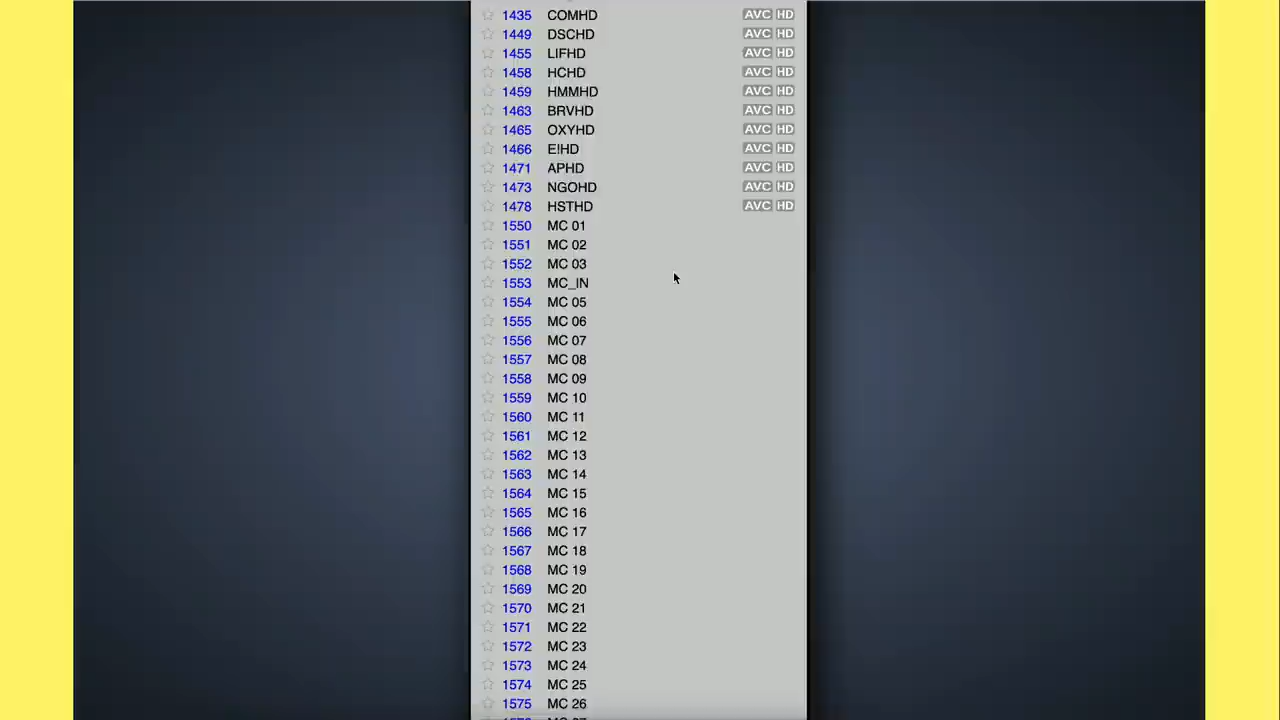 1435 COMHD AVC HD
1449 DSCHD AVC HD
1455 LIFHD AVC HD
1458 HCHD AVC HD
1459 HMMHD AVC HD
1463 BRVHD AVC HD
1465 OXYHD AVC HD
1466 E!HD AVC HD
1471 APHD AVC HD
1473 NGOHD AVC HD
1478 HSTHD AVC HD
1550 MC 01
1551 MC 02
1552 MC 03
1553 MC_IN
1554 MC 05
1555 MC 06
1556 MC 07
1557 MC 08
1558 MC 09
1559 MC 10
1560 MC 11
1561 MC 12
1562 MC 13
1563 MC 14
1564 MC 15
1565 MC 16
1566 MC 17
1567 MC 18
1568 MC 19
1569 MC 20
1570 MC 21
1571 MC 22
1572 MC 23
1573 MC 24
1574 MC 25
1575 MC 26